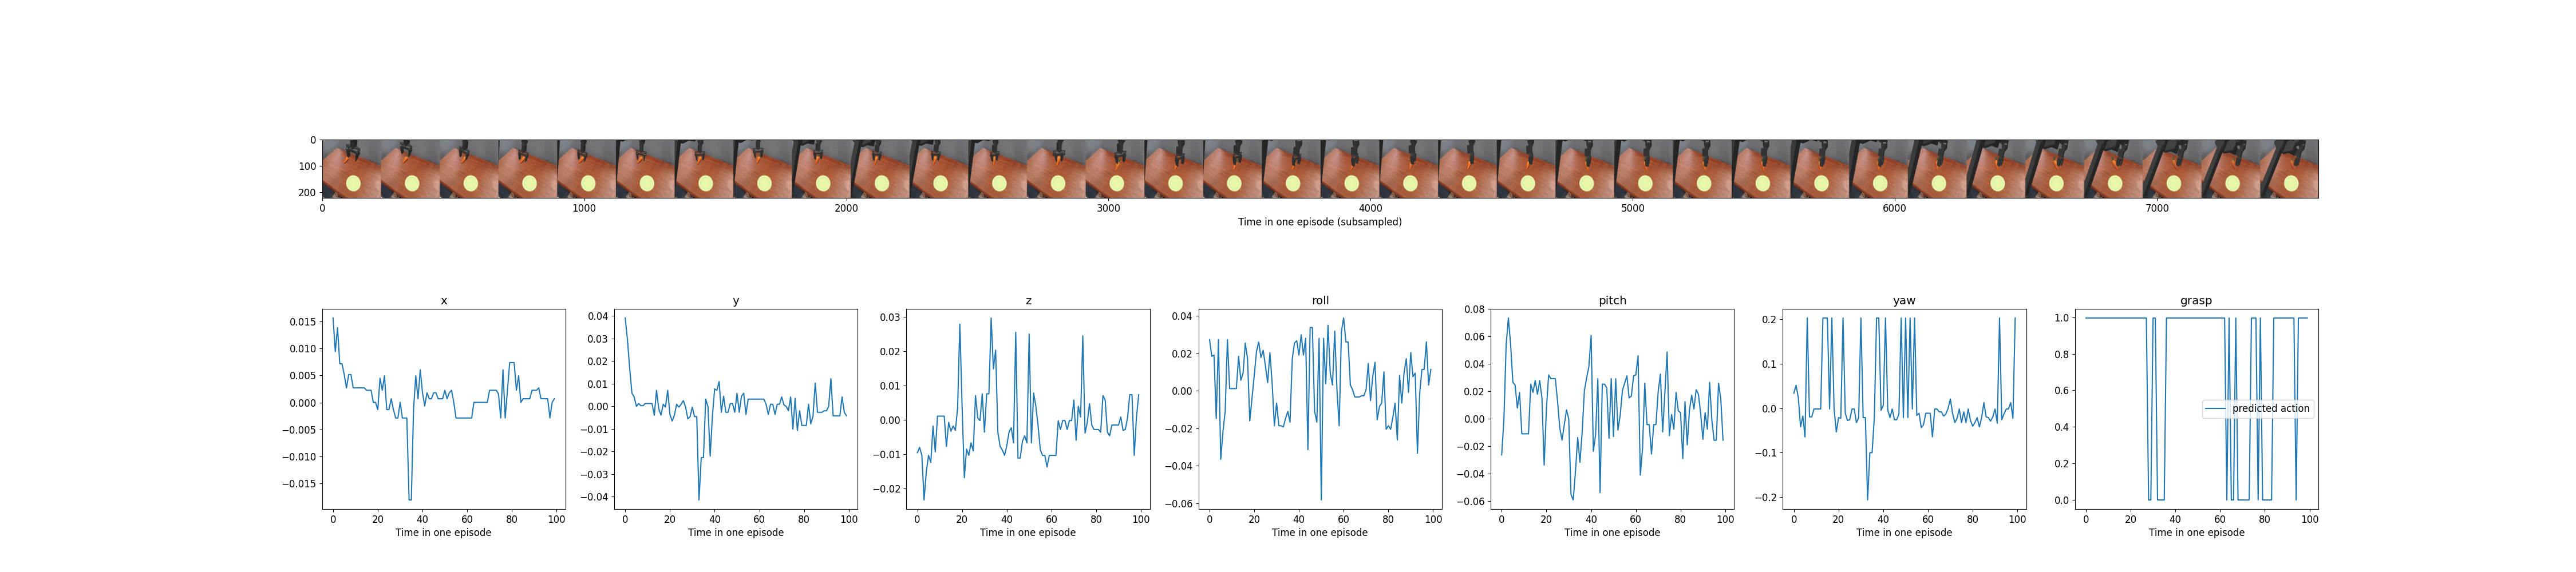 0
100
200
0 1000 2000 3000 4000 5000 6000 7000
Time in one episode (subsampled)
x
0.015
0.010
0.005
0.000
−0.005
−0.010
−0.015
0 20 40 60 80 100
Time in one episode
y
0.04
0.03
0.02
0.01
0.00
−0.01
−0.02
−0.03
−0.04
0 20 40 60 80 100
Time in one episode
z
0.03
0.02
0.01
0.00
−0.01
−0.02
0 20 40 60 80 100
Time in one episode
roll
0.04
0.02
0.00
−0.02
−0.04
−0.06
0 20 40 60 80 100
Time in one episode
pitch
0.08
0.06
0.04
0.02
0.00
−0.02
−0.04
−0.06
0 20 40 60 80 100
Time in one episode
yaw
0.2
0.1
0.0
−0.1
−0.2
0 20 40 60 80 100
Time in one episode
grasp
1.0
0.8
0.6
0.4
0.2
0.0
predicted action
0 20 40 60 80 100
Time in one episode